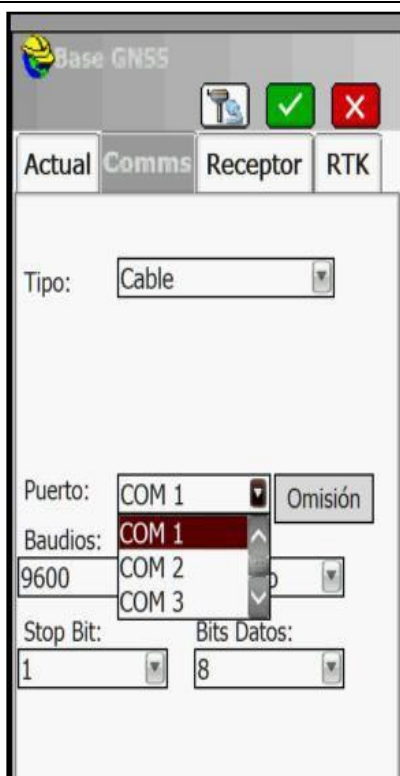 Base GNSS
Actual Comms Receptor RTK
Tipo: Cable
Puerto: COM 1 Omisión
Baudios: COM 1
9600 COM 2
COM 3
Stop Bit: Bits Datos:
1 8